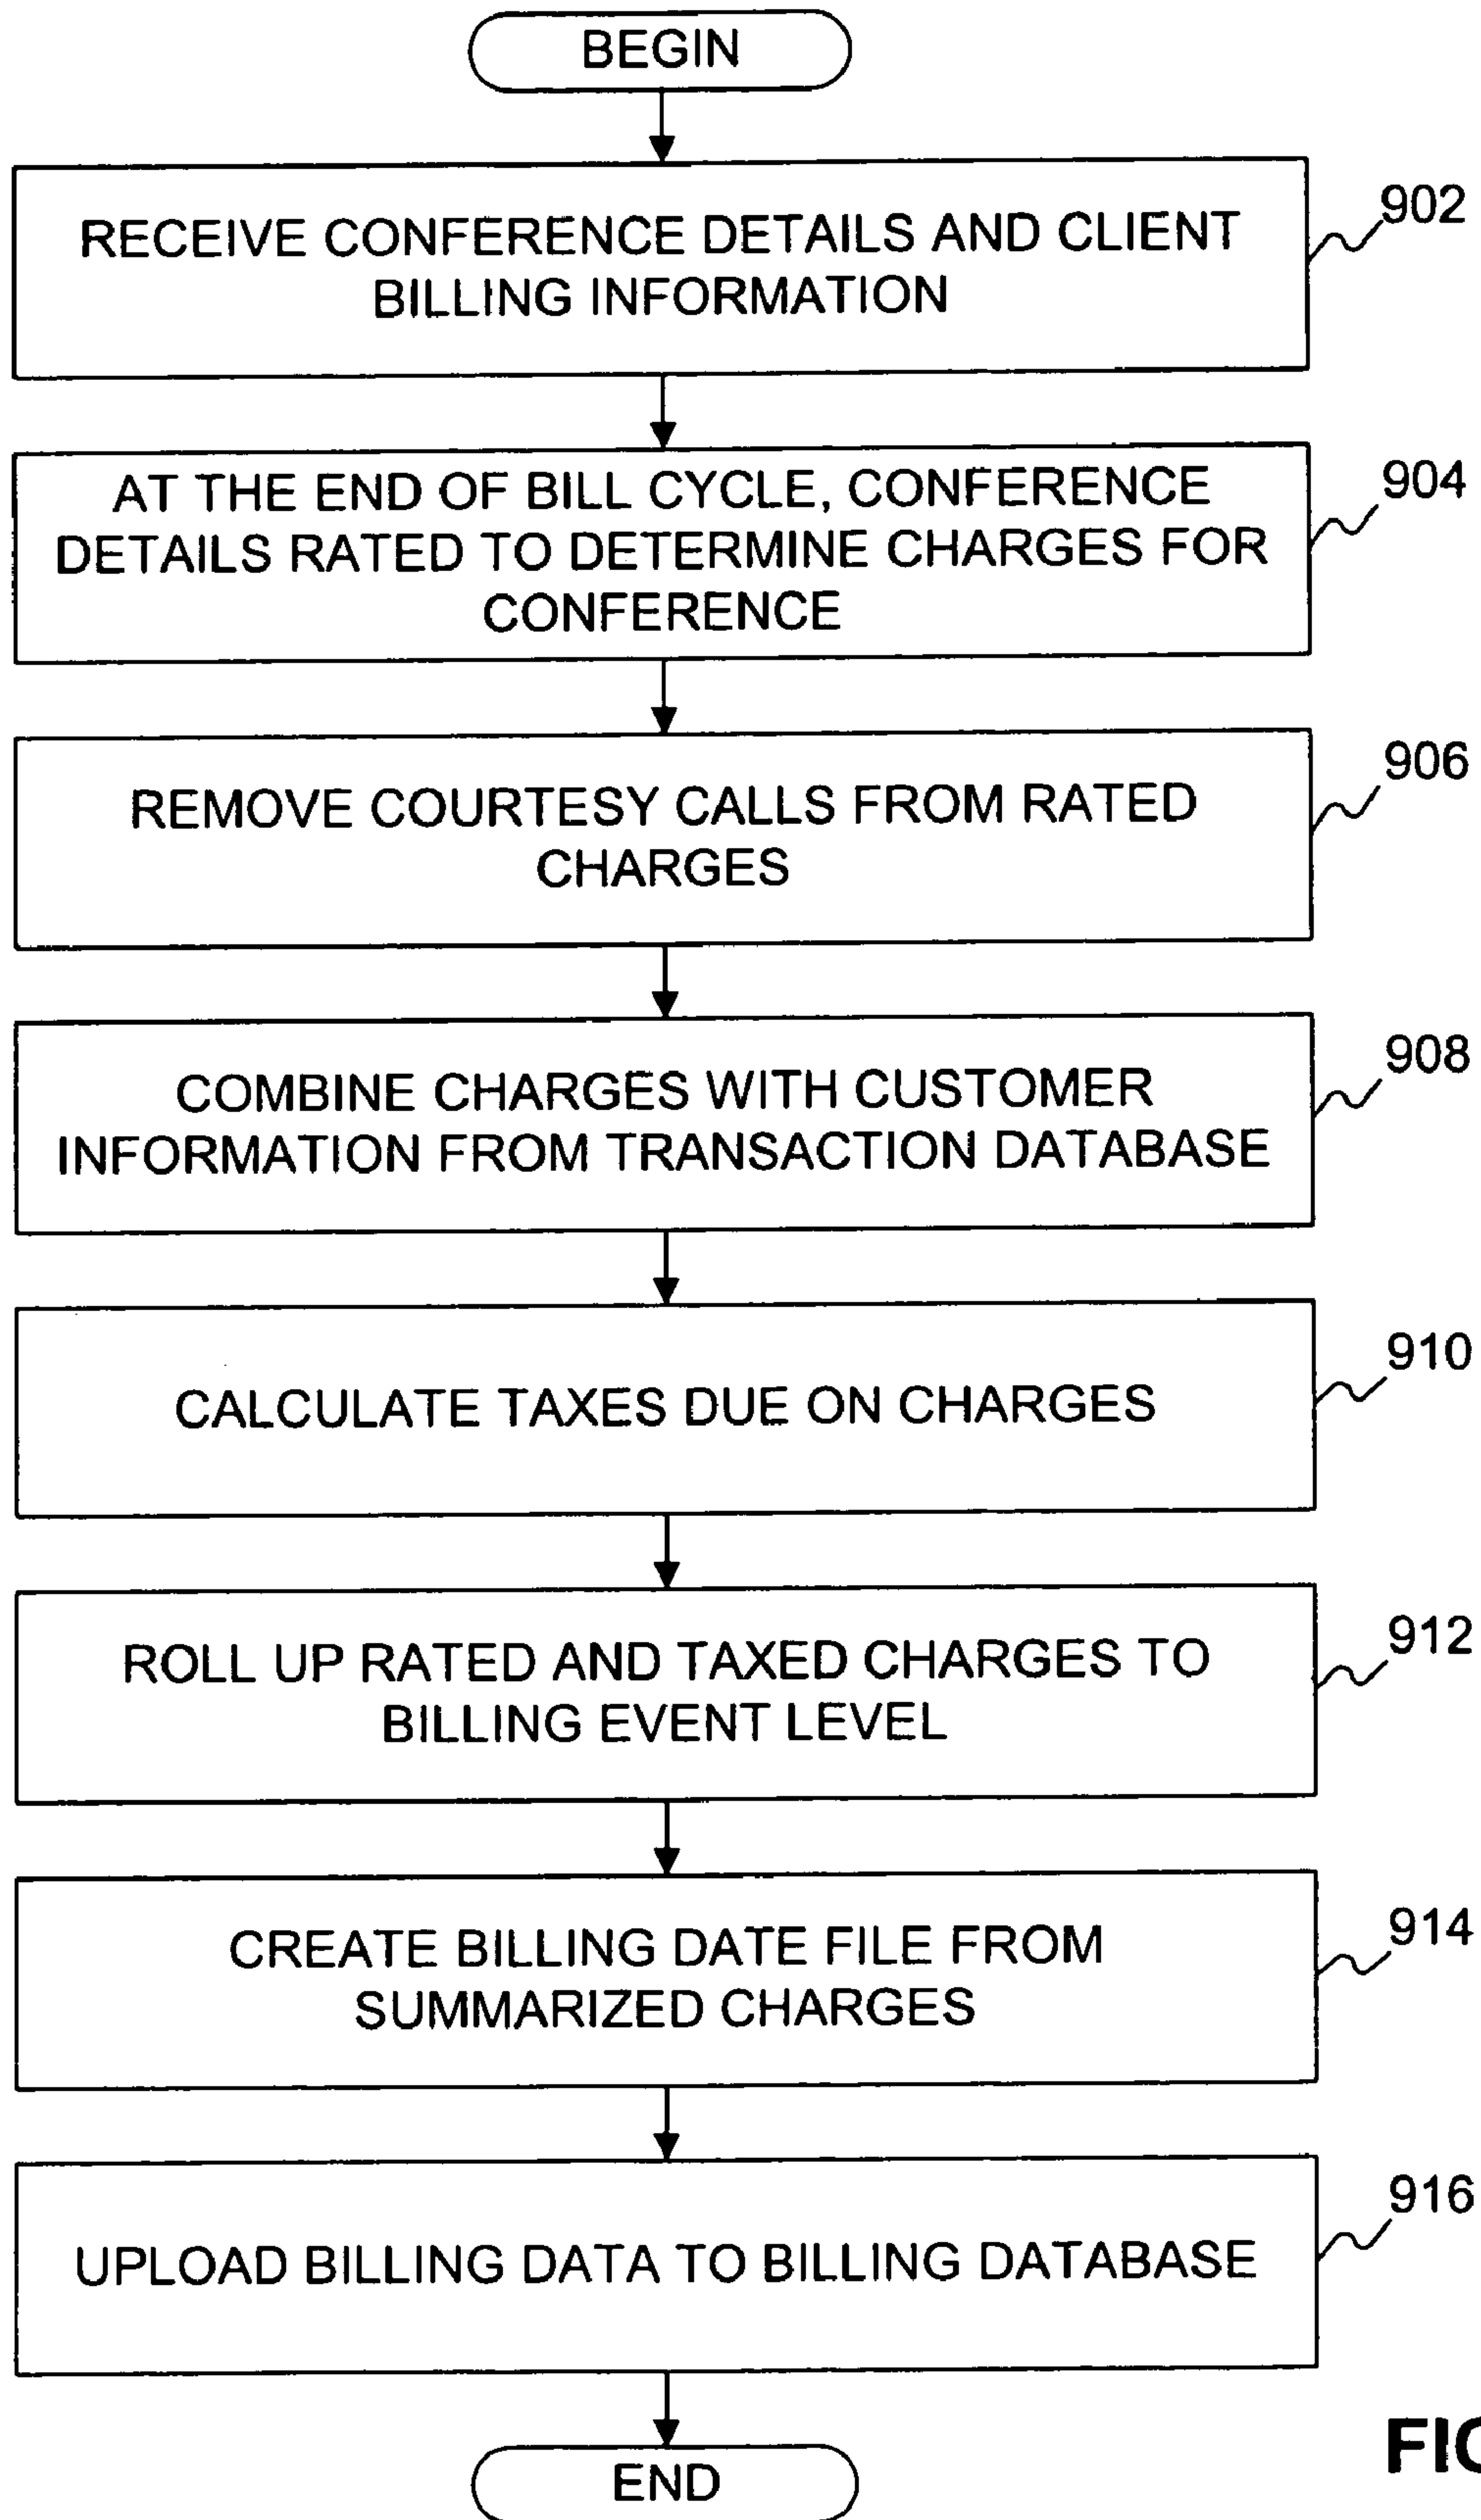 BEGIN
RECEIVE CONFERENCE DETAILS AND CLIENT
BILLING INFORMATION
902
AT THE END OF BILL CYCLE, CONFERENCE
DETAILS RATED TO DETERMINE CHARGES FOR
CONFERENCE
904
REMOVE COURTESY CALLS FROM RATED
CHARGES
906
COMBINE CHARGES WITH CUSTOMER
INFORMATION FROM TRANSACTION DATABASE
908
CALCULATE TAXES DUE ON CHARGES
910
ROLL UP RATED AND TAXED CHARGES TO
BILLING EVENT LEVEL
912
CREATE BILLING DATE FILE FROM
SUMMARIZED CHARGES
914
UPLOAD BILLING DATA TO BILLING DATABASE
916
END